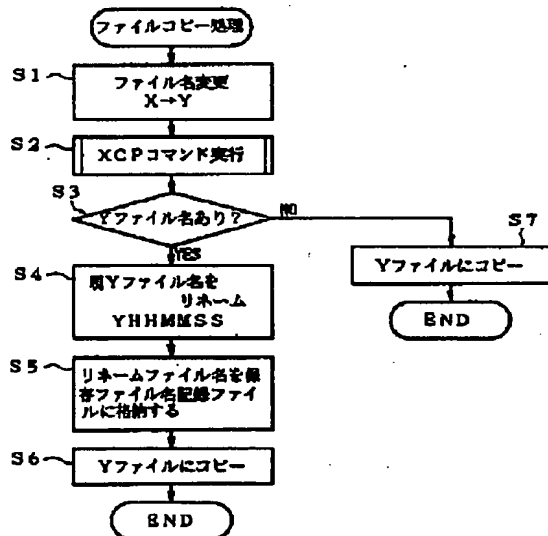 ファイルコピー処理
S1
ファイル名変更
X→Y
S2
XCPコマンド実行
S3
Yファイル名あり?
NO
YES
S7
Yファイルにコピー
END
S4
現Yファイル名を
リネーム
YHHMMSS
S5
リネームファイル名を保
存ファイル名記録ファイ
ルに格納する
S6
Yファイルにコピー
END